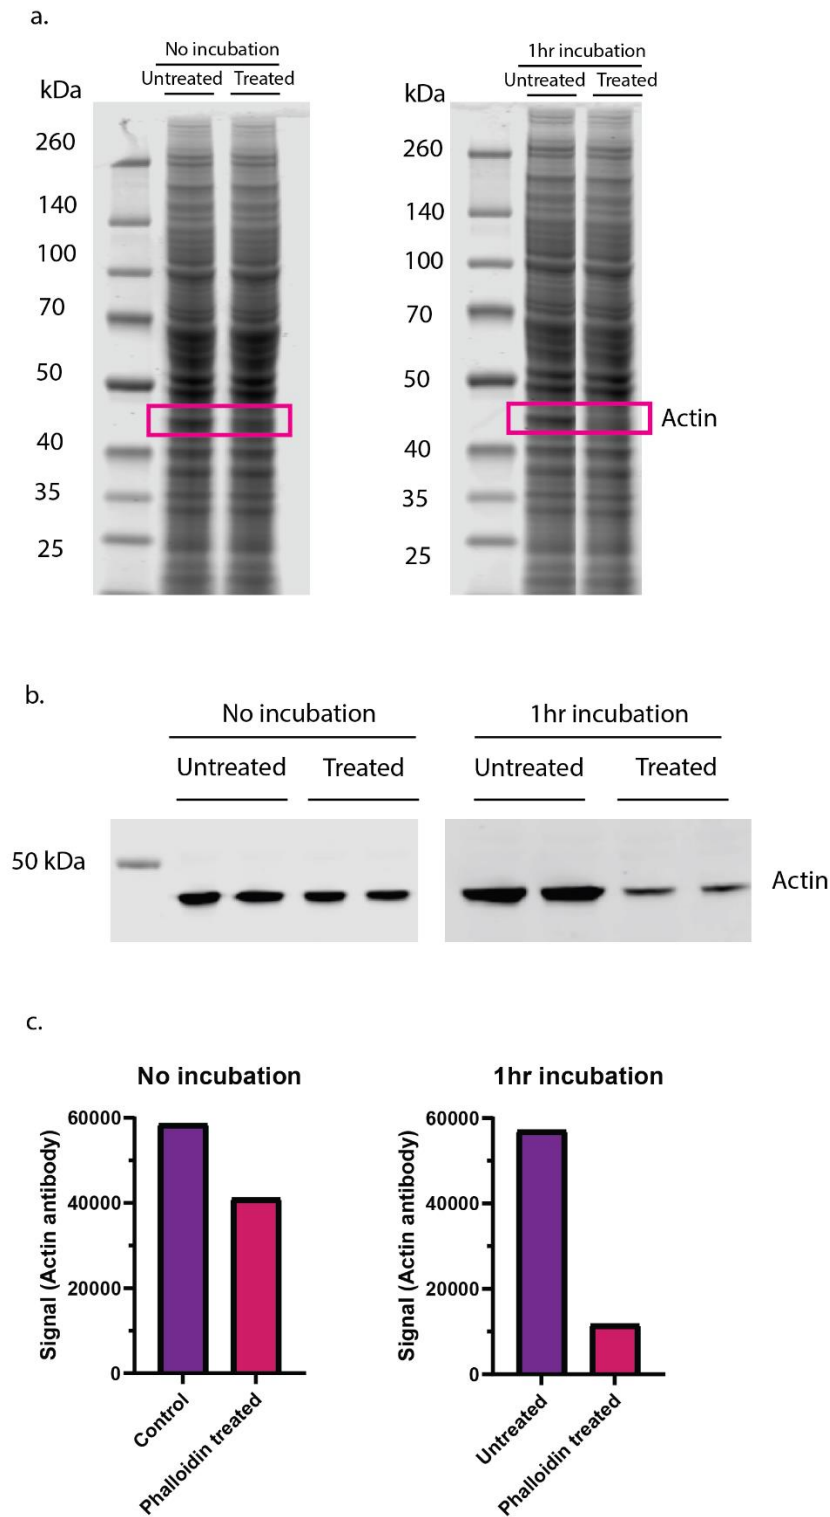 a.
No incubation
Untreated Treated
kDa
260
140
100
70
50
40
35
25
1hr incubation
Untreated Treated
kDa
260
140
100
70
50
40
35
25
Actin
b.
No incubation
Untreated Treated
1hr incubation
Untreated Treated
50 kDa
Actin
c.
No incubation
60000
40000
20000
0
Signal (Actin antibody)
Control
Phalloidin treated
1hr incubation
60000
40000
20000
0
Signal (Actin antibody)
Untreated
Phalloidin treated